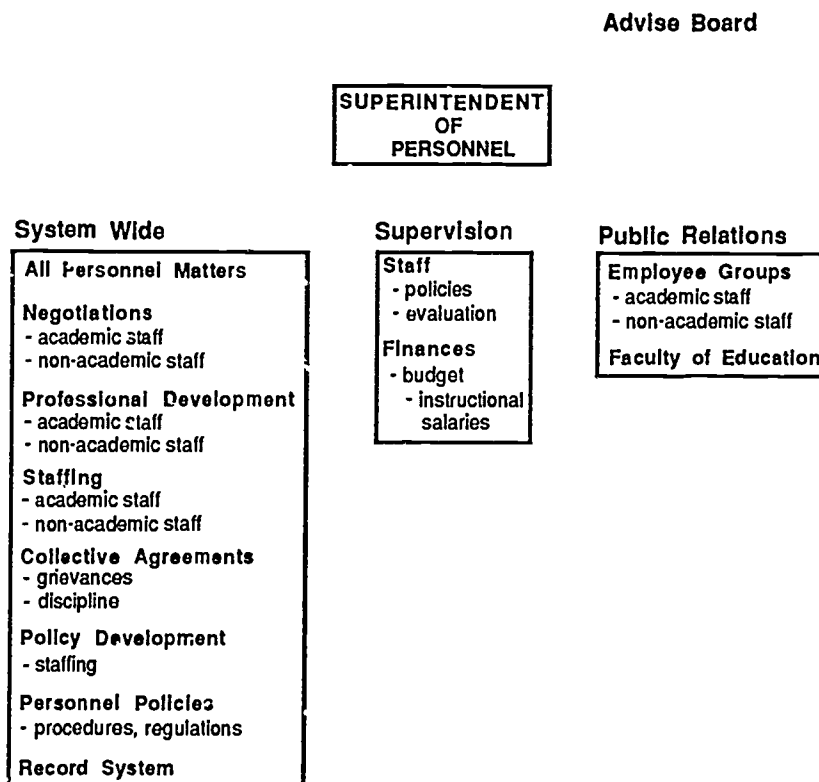 Advise Board
SUPERINTENDENT
OF
PERSONNEL
System Wide
All Personnel Matters
Negotiations
- academic staff
- non-academic staff
Professional Development
- academic staff
- non-academic staff
Staffing
- academic staff
- non-academic staff
Collective Agreements
- grievances
- discipline
Policy Development
- staffing
Personnel Policies
- procedures, regulations
Record System
Supervision
Staff
- policies
- evaluation
Finances
- budget
- instructional
salaries
Public Relations
Employee Groups
- academic staff
- non-academic staff
Faculty of Education